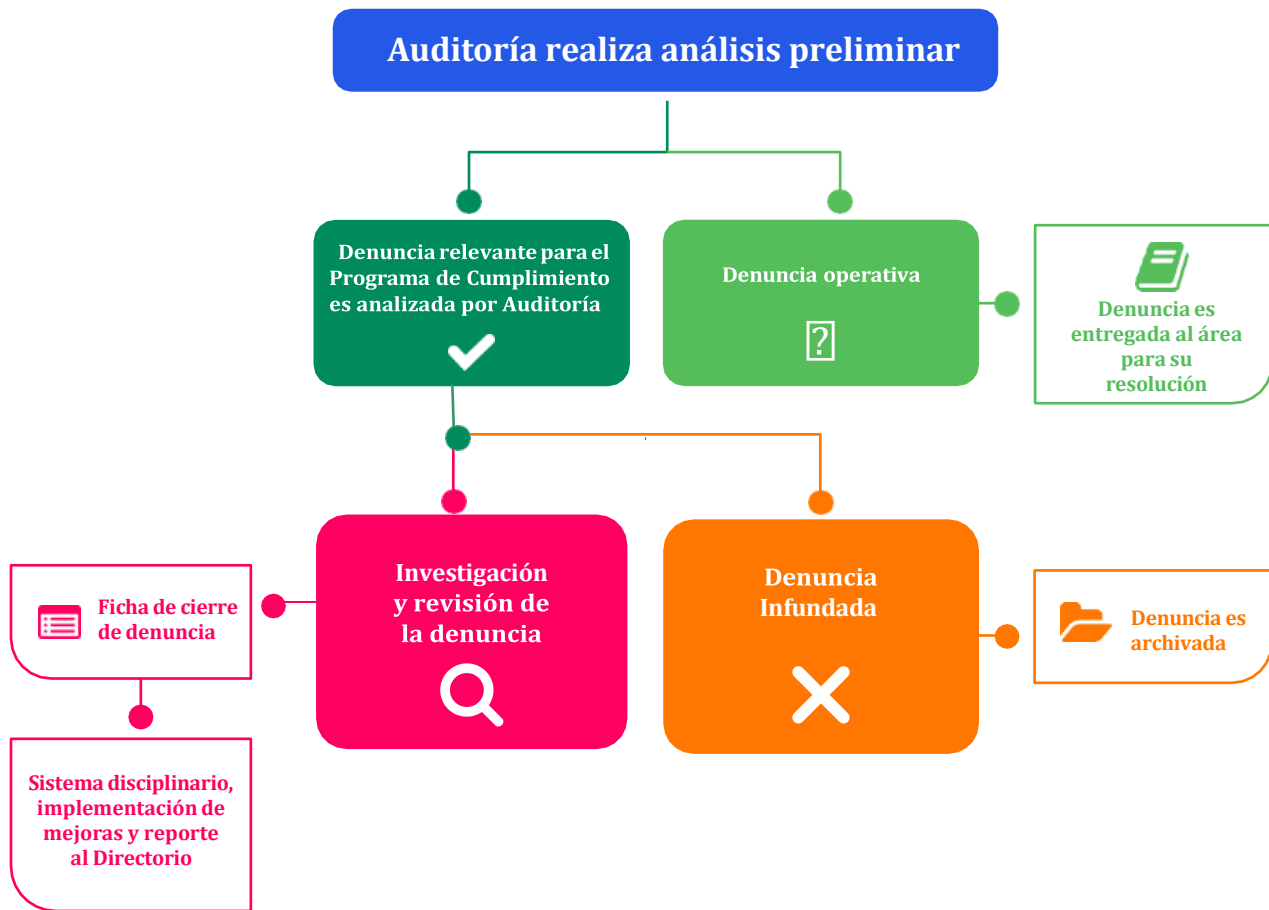 Auditoría realiza análisis preliminar
Denuncia relevante para el
Programa de Cumplimiento
es analizada por Auditoría
Denuncia operativa
?
Denuncia es
entregada al área
para su
resolución
Investigación
y revisión de
la denuncia
Denuncia
Infundada
Ficha de cierre
de denuncia
Denuncia es
archivada
Sistema disciplinario,
implementación de
mejoras y reporte
al Directorio